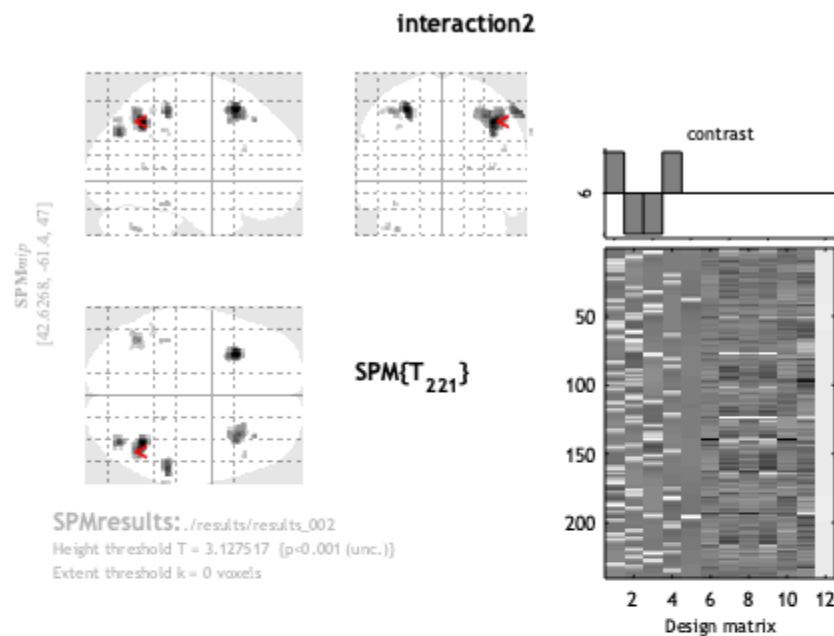 interaction2
SPMmip
[42.6268, -61.4, 47]
<
<
<
SPM{T221}
SPMresults: ./results/results_002
Height threshold T = 3.127517 {p<0.001 (unc.)}
Extent threshold k = 0 voxels
contrast
6
50
100
150
200
2 4 6 8 10 12
Design matrix